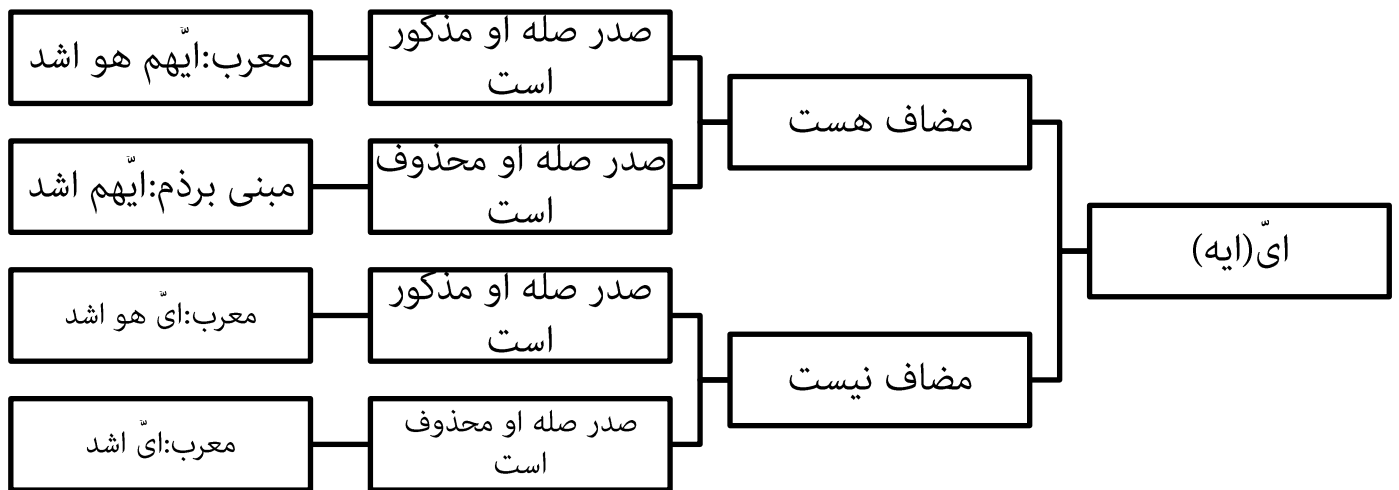 ایّ(ایه)
مضاف هست
صدر صله او مذکور
است
معرب:ایّهم هو اشد
صدر صله او محذوف
است
مبنی برذم:ایّهم اشد
مضاف نیست
صدر صله او مذکور
است
معرب:ایّ هو اشد
صدر صله او محذوف
است
معرب:ایّ اشد